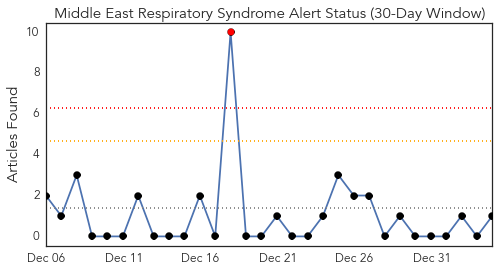 Middle East Respiratory Syndrome Alert Status (30-Day Window)
Articles Found
10
8
6
4
2
0
Dec 06 Dec 11 Dec 16 Dec 21 Dec 26 Dec 31